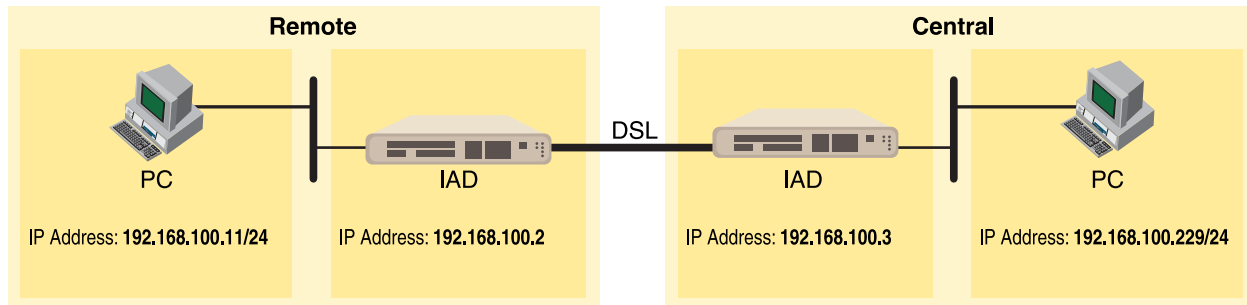 Remote
Central
DSL
PC
IAD
IAD
PC
IP Address: 192.168.100.11/24
IP Address: 192.168.100.2
IP Address: 192.168.100.3
IP Address: 192.168.100.229/24